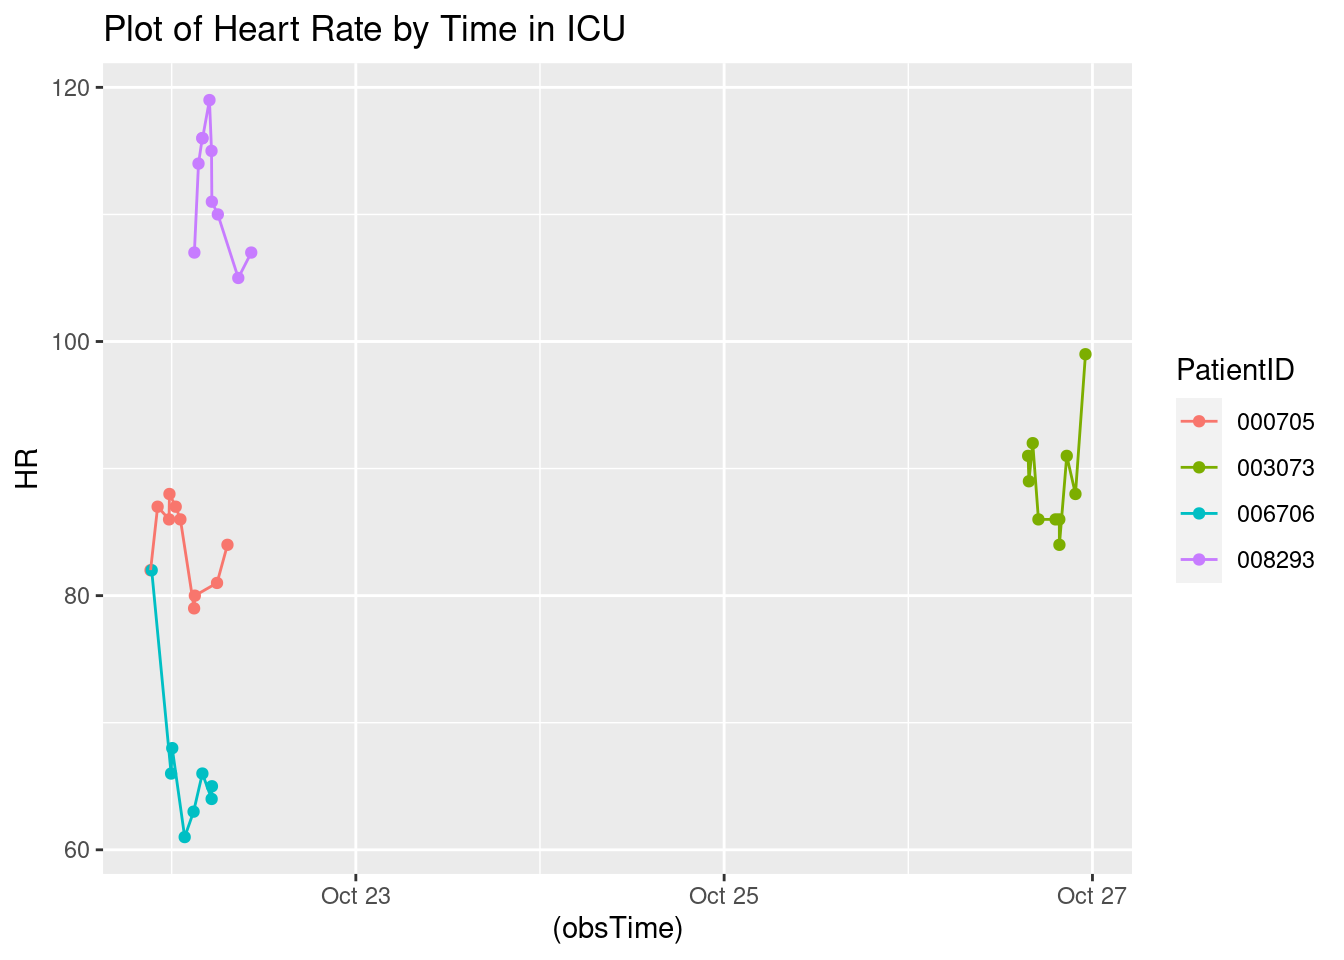 Plot of Heart Rate by Time in ICU
120
100
80
60
HR
Oct 23
Oct 25
Oct 27
(obsTime)
PatientID
000705
003073
006706
008293